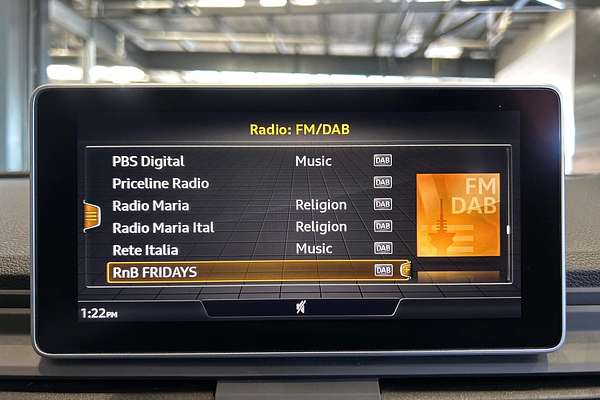 Radio: FM/DAB
PBS Digital Music DAB
Priceline Radio DAB
Radio Maria Religion DAB
Radio Maria Ital Religion DAB
Rete Italia Music DAB
RnB FRIDAYS DAB
FM
DAB
1:22PM